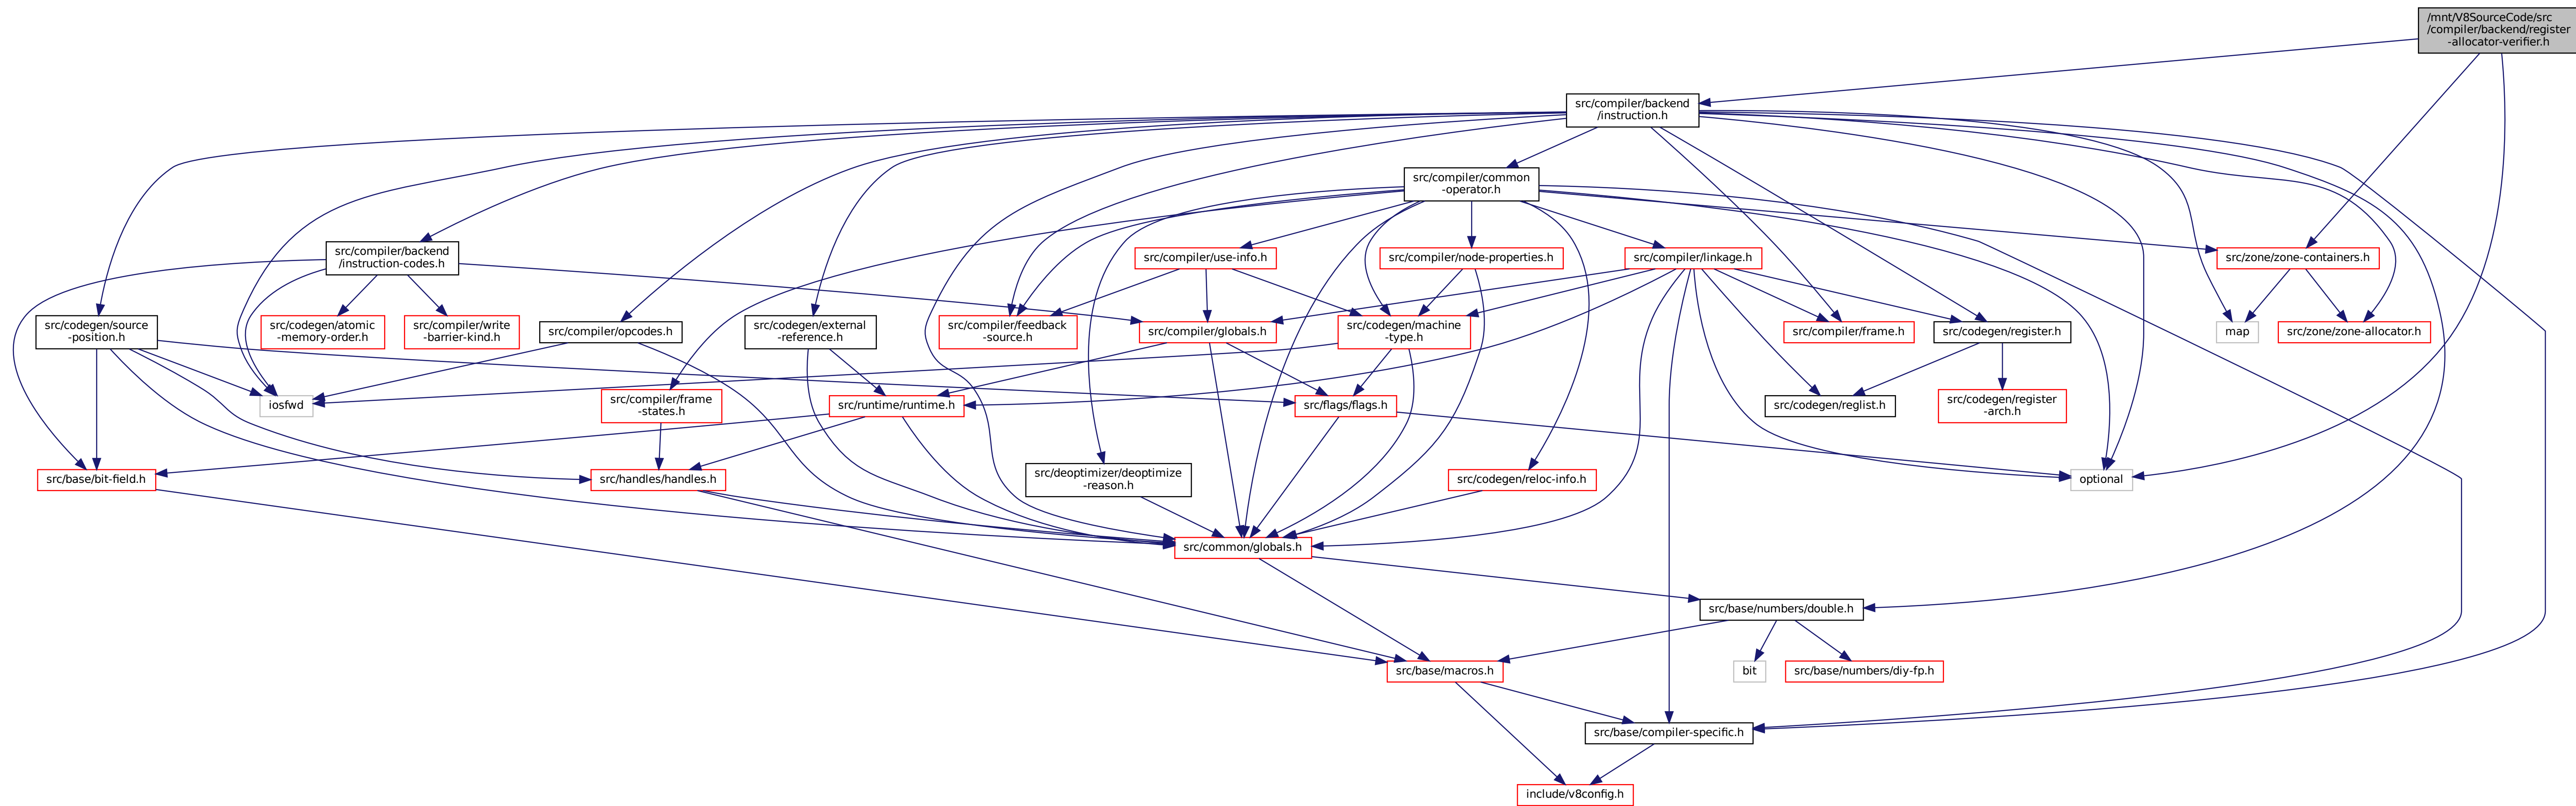 /mnt/V8SourceCode/src
/compiler/backend/register
-allocator-verifier.h
src/compiler/backend
/instruction.h
src/compiler/common
-operator.h
src/compiler/backend
/instruction-codes.h
src/compiler/use-info.h
src/compiler/node-properties.h
src/compiler/linkage.h
src/zone/zone-containers.h
src/codegen/source
-position.h
src/codegen/atomic
-memory-order.h
src/compiler/write
-barrier-kind.h
src/compiler/opcodes.h
src/codegen/external
-reference.h
src/compiler/feedback
-source.h
src/compiler/globals.h
src/codegen/machine
-type.h
src/compiler/frame.h
src/codegen/register.h
map
src/zone/zone-allocator.h
iosfwd
src/compiler/frame
-states.h
src/runtime/runtime.h
src/flags/flags.h
src/codegen/reglist.h
src/codegen/register
-arch.h
src/base/bit-field.h
src/handles/handles.h
src/deoptimizer/deoptimize
-reason.h
src/codegen/reloc-info.h
optional
src/common/globals.h
src/base/numbers/double.h
src/base/macros.h
bit
src/base/numbers/diy-fp.h
src/base/compiler-specific.h
include/v8config.h